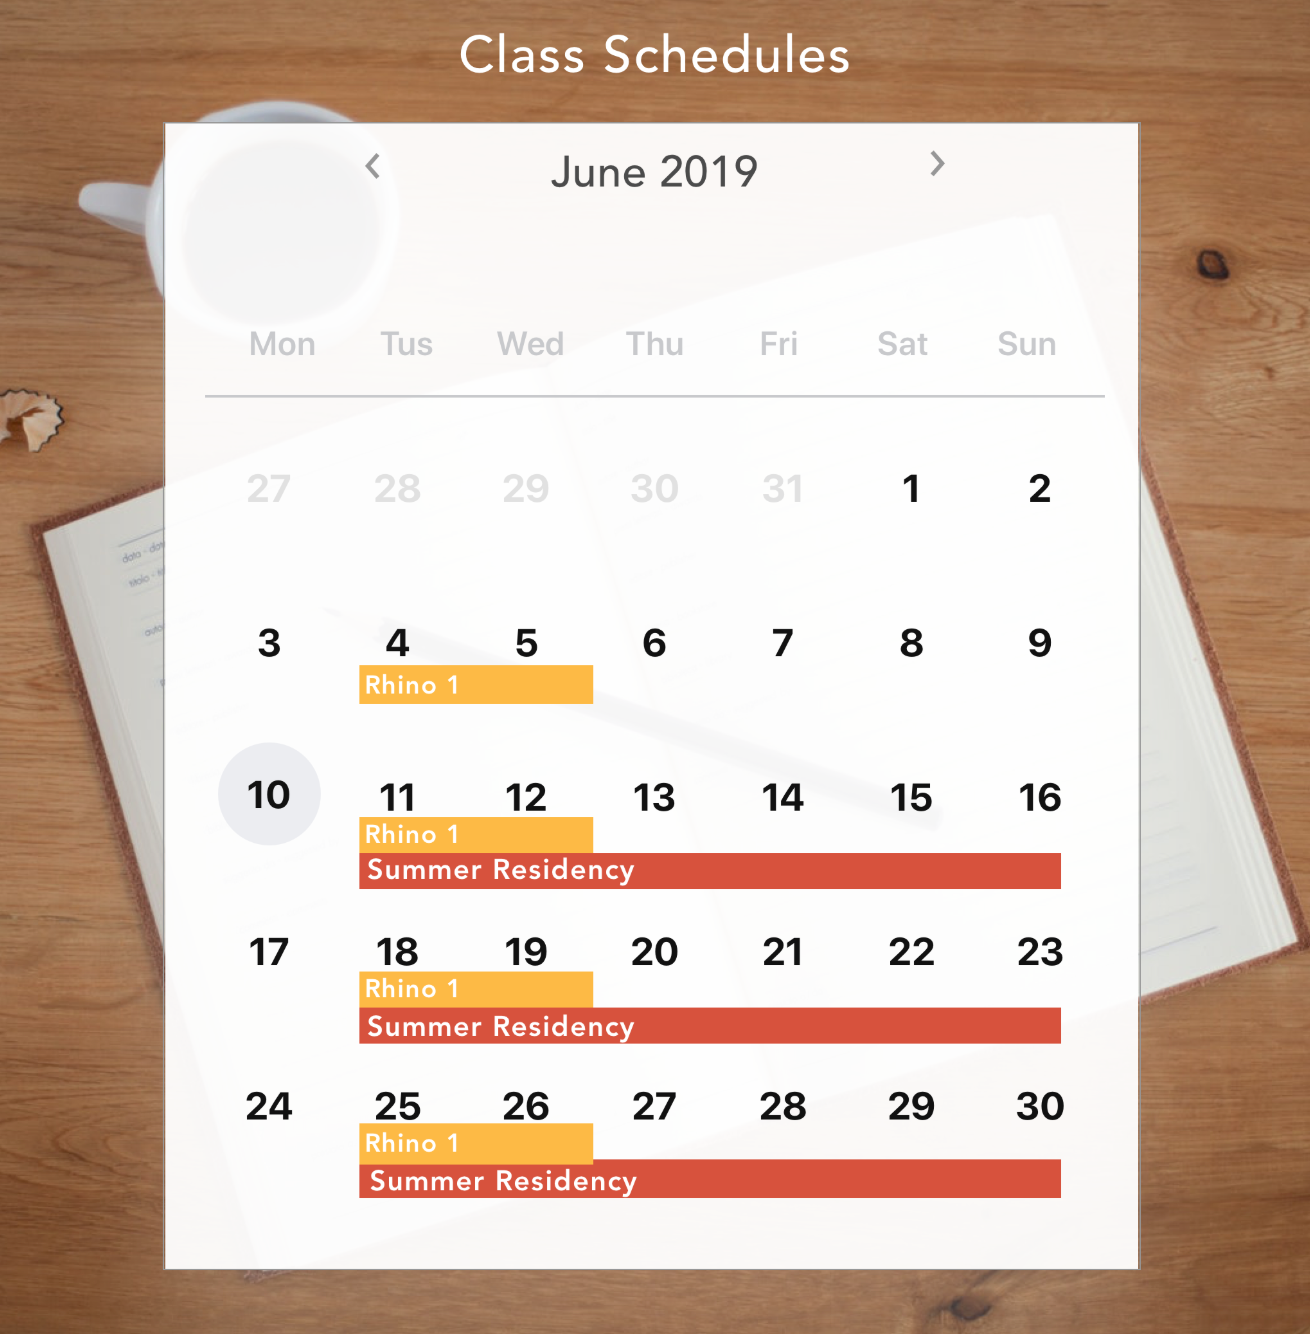 Class Schedules
‹ June 2019 ›
Mon Tus Wed Thu Fri Sat Sun
27 28 29 30 31 1 2
3 4 5 6 7 8 9
Rhino 1
10 11 12 13 14 15 16
Rhino 1
Summer Residency
17 18 19 20 21 22 23
Rhino 1
Summer Residency
24 25 26 27 28 29 30
Rhino 1
Summer Residency